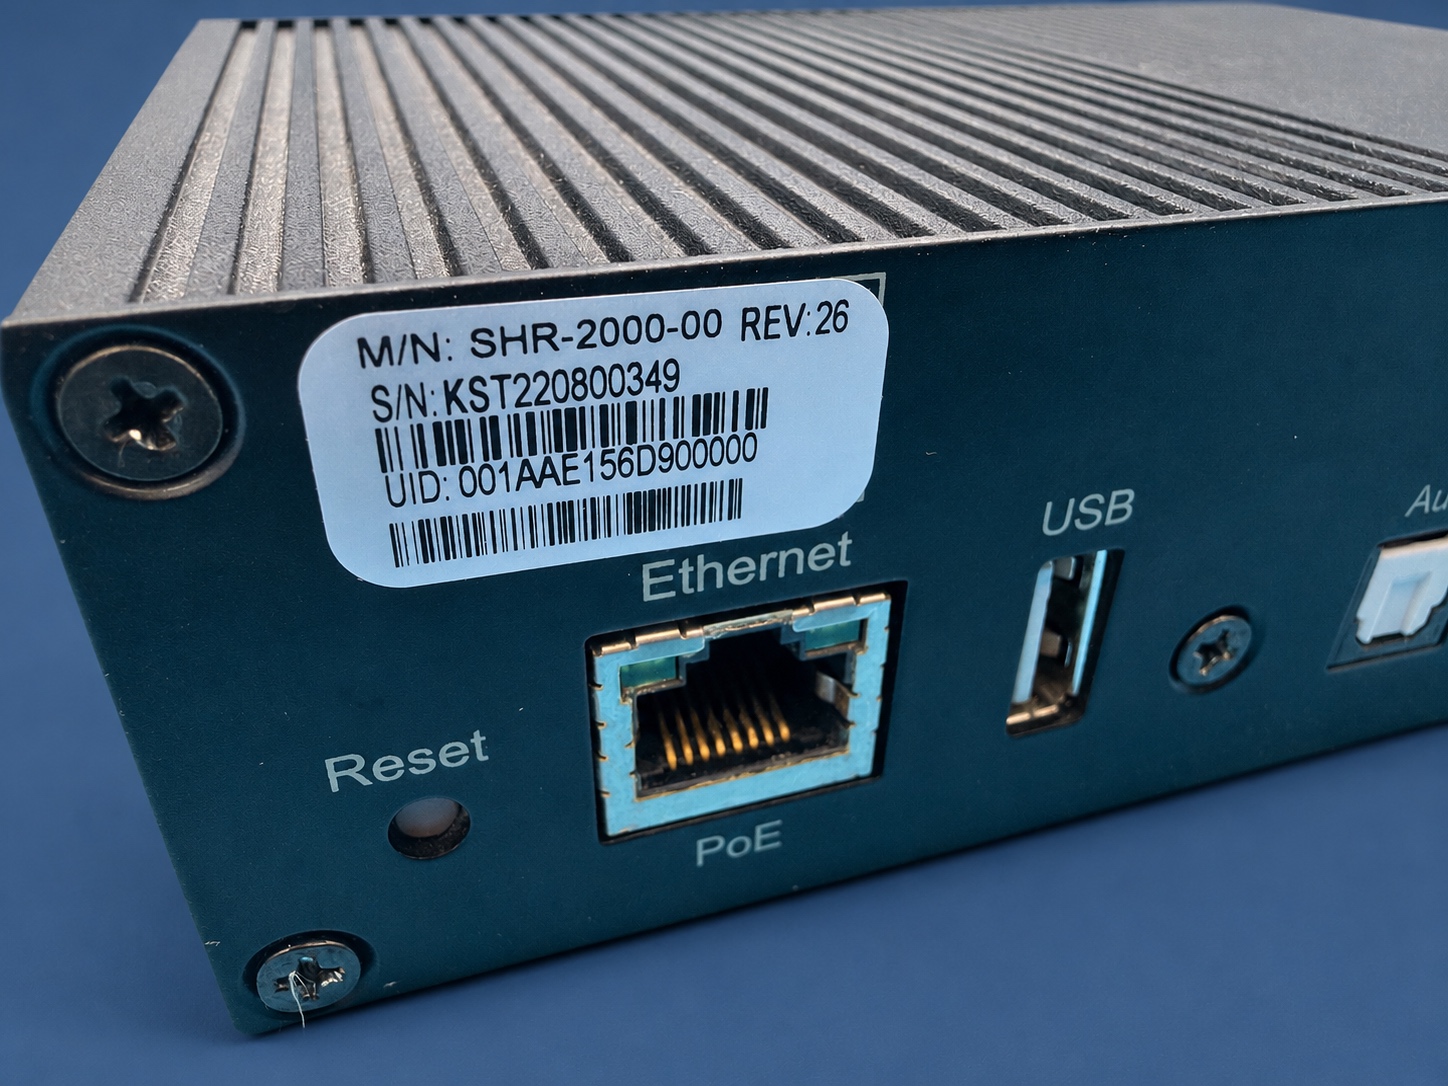 M/N: SHR-2000-00 REV:26
S/N: KST220800349
UID: 001AAE156D900000
Ethernet
USB
Reset
PoE